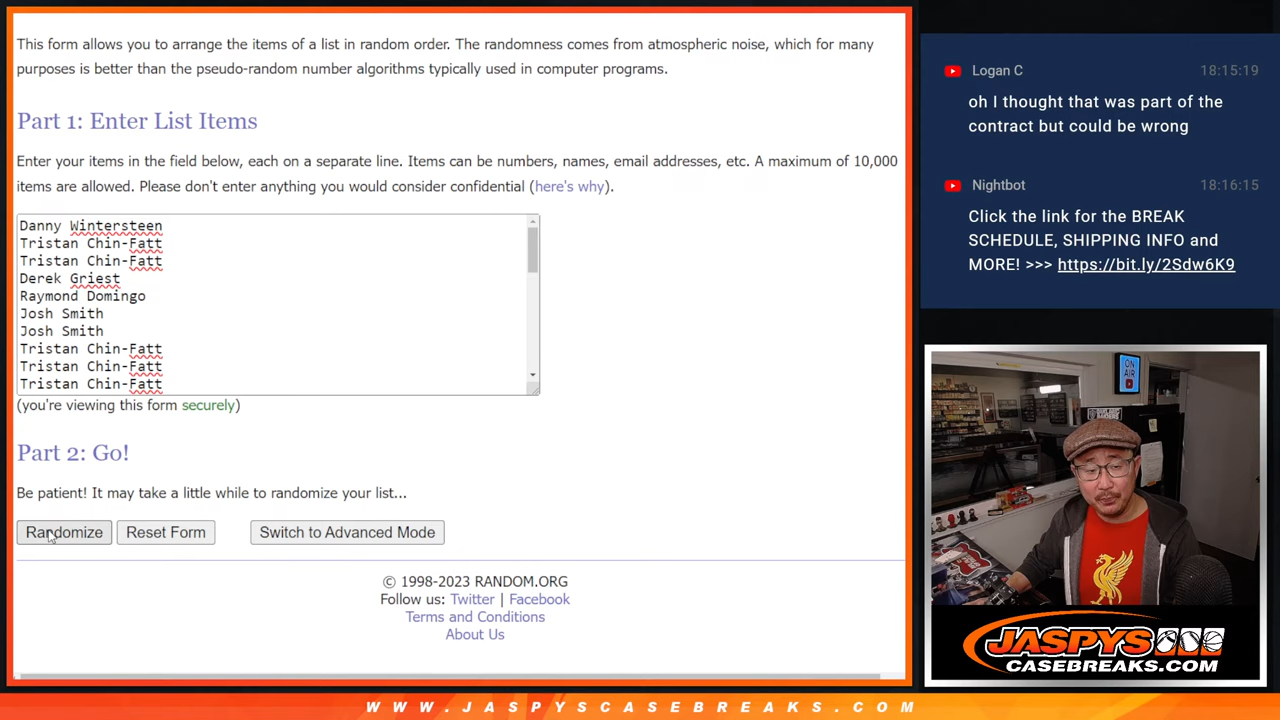 This form allows you to arrange the items of a list in random order. The randomness comes from atmospheric noise, which for many
purposes is better than the pseudo-random number algorithms typically used in computer programs.
Part 1: Enter List Items
Enter your items in the field below, each on a separate line. Items can be numbers, names, email addresses, etc. A maximum of 10,000
items are allowed. Please don't enter anything you would consider confidential (here's why).
Danny Wintersteen
Tristan Chin-Fatt
Tristan Chin-Fatt
Derek Griest
Raymond Domingo
Josh Smith
Josh Smith
Tristan Chin-Fatt
Tristan Chin-Fatt
Tristan Chin-Fatt
(you're viewing this form securely)
Part 2: Go!
Be patient! It may take a little while to randomize your list...
Randomize
Reset Form
Switch to Advanced Mode
© 1998-2023 RANDOM.ORG
Follow us: Twitter | Facebook
Terms and Conditions
About Us
Logan C 18:15:19
oh I thought that was part of the
contract but could be wrong
Nightbot 18:16:15
Click the link for the BREAK
SCHEDULE, SHIPPING INFO and
MORE! >>> https://bit.ly/2Sdw6K9
ON
AIR
JASPYS
CASEBREAKS.COM
WWW.JASPYSCASEBREAKS.COM